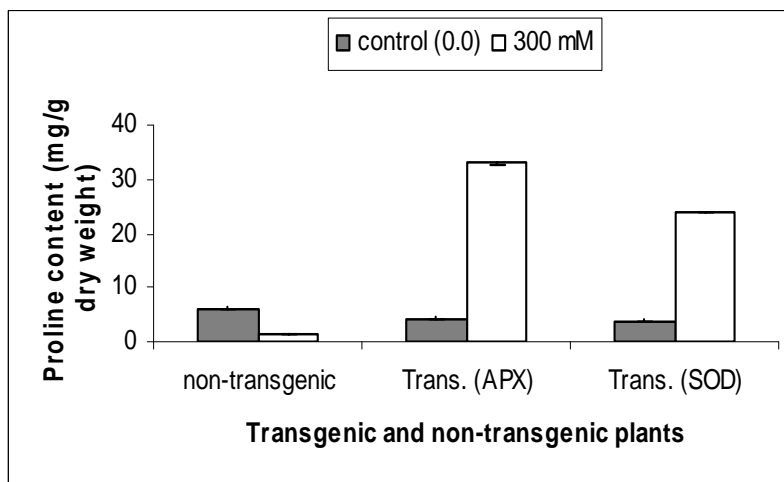 control (0.0) 300 mM
Proline content (mg/g
dry weight)
40
30
20
10
0
non-transgenic Trans. (APX) Trans. (SOD)
Transgenic and non-transgenic plants